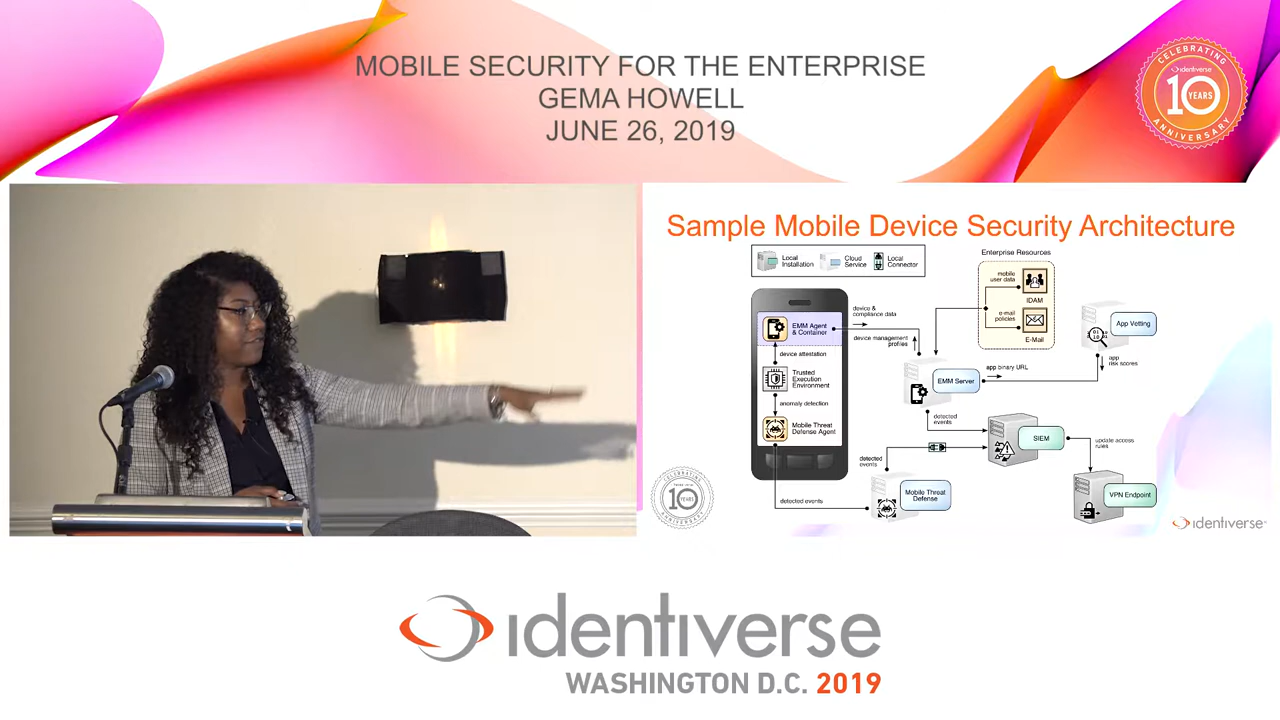 MOBILE SECURITY FOR THE ENTERPRISE
GEMA HOWELL
JUNE 26, 2019
CELEBRATING
identiverse
10
YEARS
ANNIVERSARY
Sample Mobile Device Security Architecture
Local
Installation
Cloud
Service
Local
Connector
Enterprise Resources
mobile
user data
IDAM
e-mail
policies
E-Mail
device &
compliance data
device management
profiles
EMM Agent
& Container
device attestation
Trusted
Execution
Environment
anomaly detection
Mobile Threat
Defense Agent
App Vetting
app
risk scores
EMM Server
app binary URL
detected
events
SIEM
update access
rules
detected
events
Mobile Threat
Defense
detected events
VPN Endpoint
CELEBRATING
10
YEARS
ANNIVERSARY
identiverse
identiverse
WASHINGTON D.C. 2019